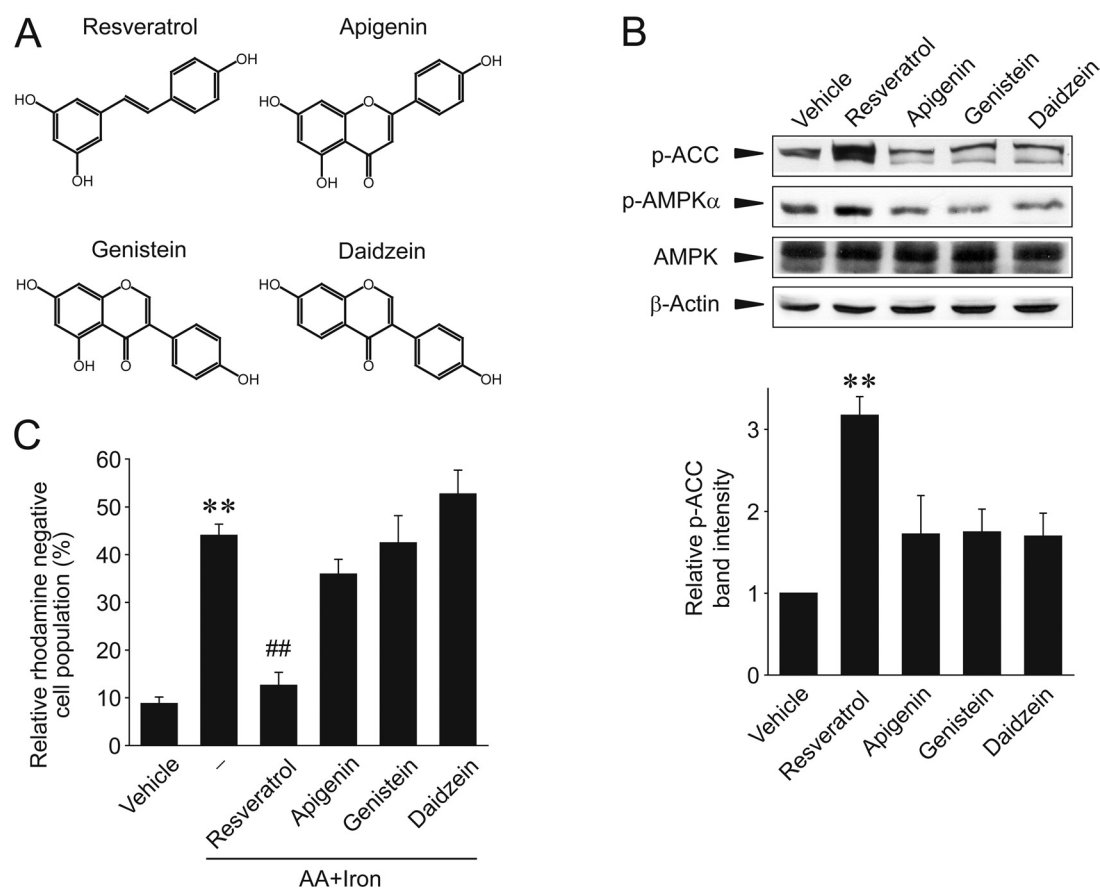 A
Resveratrol
Apigenin
OH
HO
OH
OH
HO
O
OH
O
Genistein
Daidzein
HO
O
OH
O
OH
HO
O
O
OH
B
Vehicle
Resveratrol
Apigenin
Genistein
Daidzein
p-ACC
p-AMPKα
AMPK
β-Actin
**
3
2
1
0
Relative p-ACC
band intensity
Vehicle
Resveratrol
Apigenin
Genistein
Daidzein
C
60
50
40
30
20
10
0
Relative rhodamine negative
cell population (%)
**
##
Vehicle
–
Resveratrol
Apigenin
Genistein
Daidzein
AA+Iron